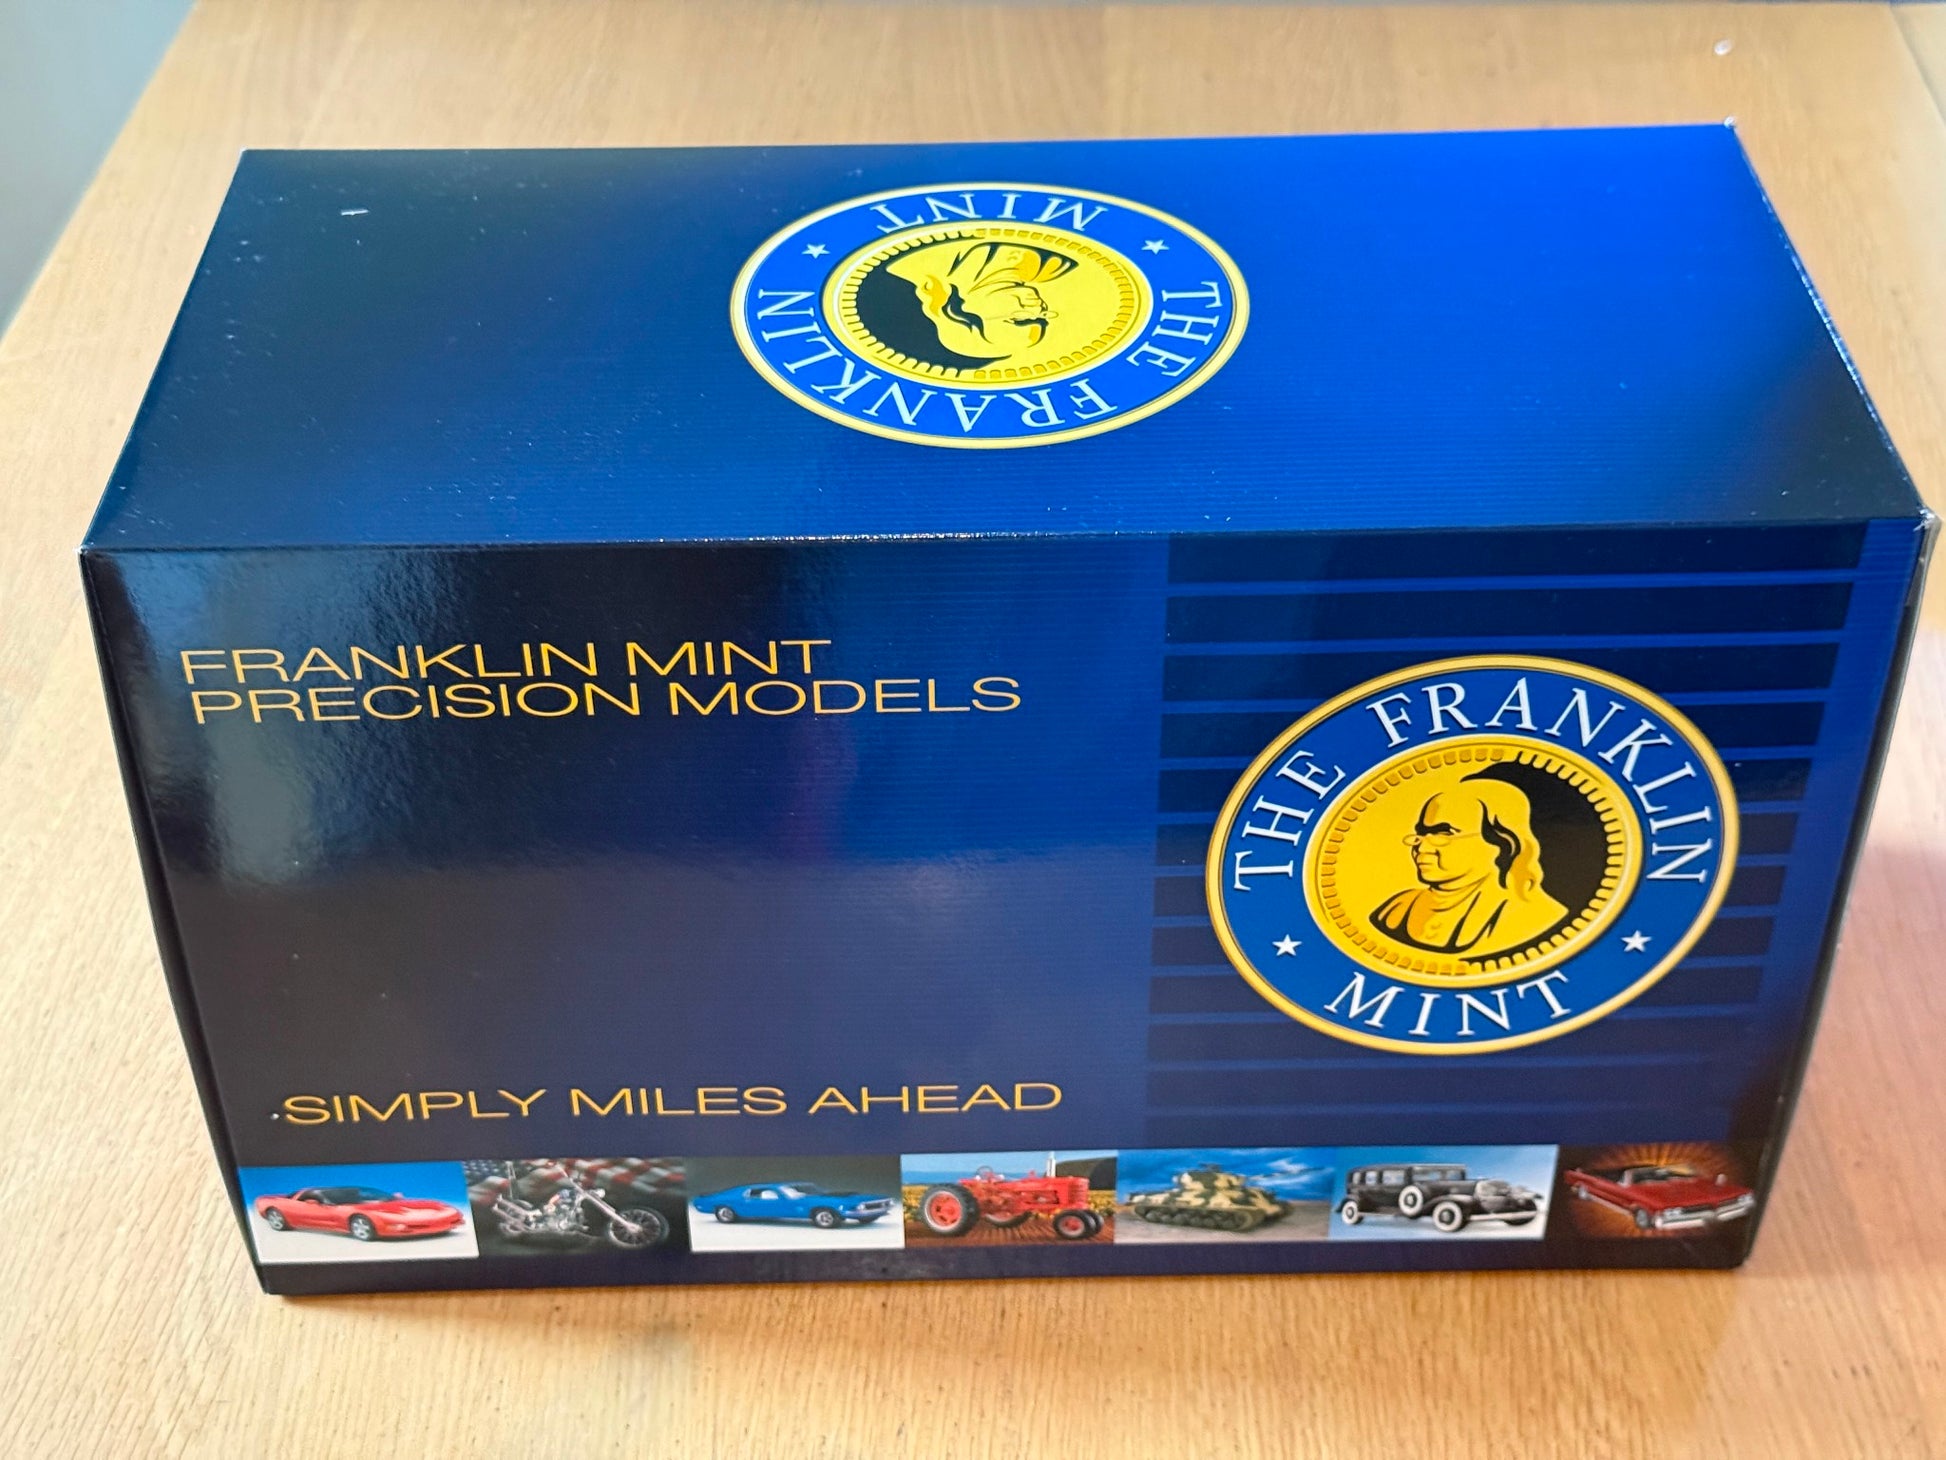 THE FRANKLIN
MINT
FRANKLIN MINT
PRECISION MODELS
THE FRANKLIN
MINT
SIMPLY MILES AHEAD